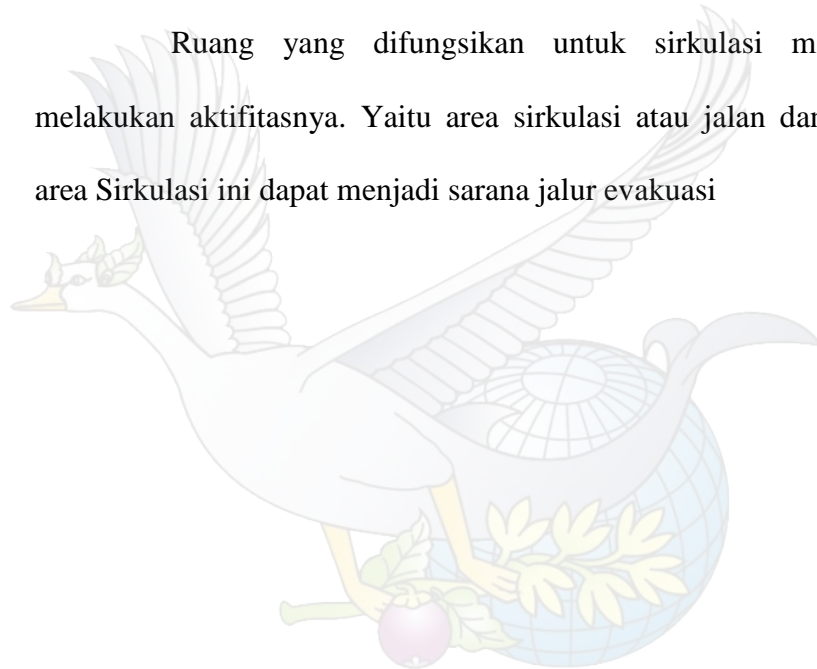 Ruang yang difungsikan untuk sirkulasi
melakukan aktifitasnya. Yaitu area sirkulasi atau jalan
area Sirkulasi ini dapat menjadi sarana jalur evakuasi